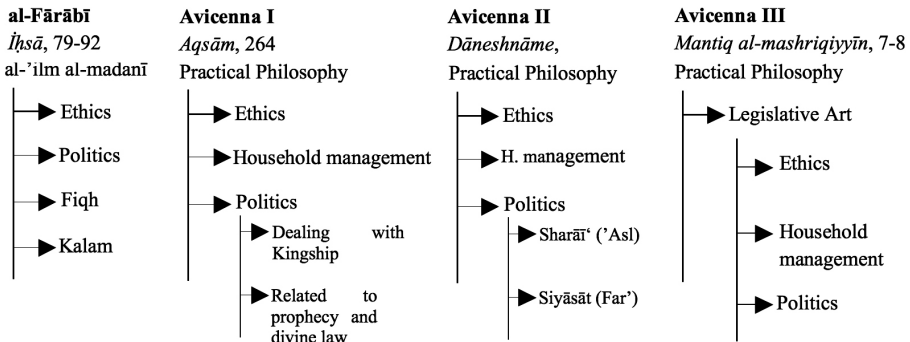 al-Fārābī
İḥsā, 79-92
al-’ilm al-madanī
Ethics
Politics
Fiqh
Kalam
Avicenna I
Aqsām, 264
Practical Philosophy
Ethics
Household management
Politics
Dealing with
Kingship
Related to
prophecy and
divine law
Avicenna II
Dāneshnāme,
Practical Philosophy
Ethics
H. management
Politics
Sharāī‘ (’Asl)
Siyāsāt (Far’)
Avicenna III
Mantiq al-mashriqiyyīn, 7-8
Practical Philosophy
Legislative Art
Ethics
Household
management
Politics